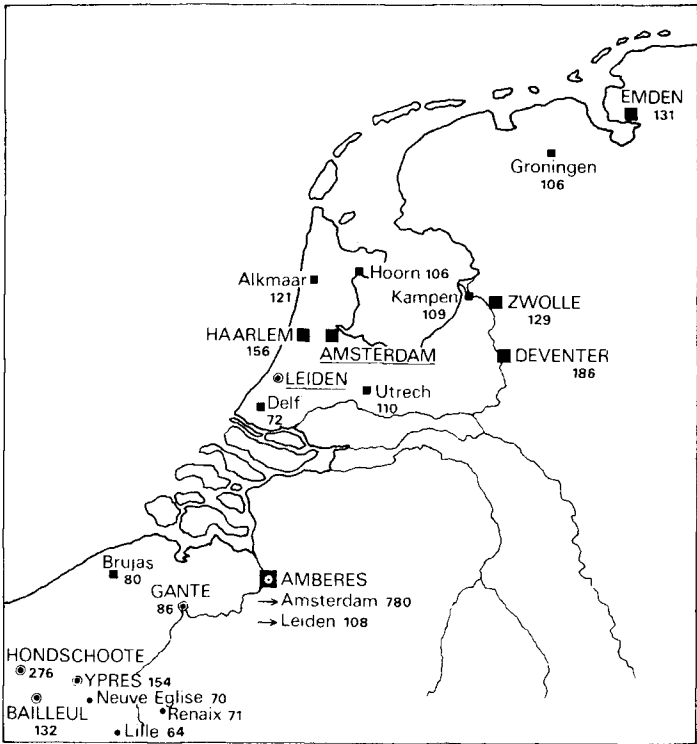 EMDEN
131
Groningen
106
Alkmaar
121
Hoorn 106
Kampen
109
ZWOLLE
129
HAARLEM
156
AMSTERDAM
DEVENTER
186
LEIDEN
Utrech
110
Delf
72
Brujas
80
GANTE
86
AMBERES
→ Amsterdam 780
→ Leiden 108
HONDSCHOOTE
276
YPRES 154
Neuve Eglise 70
BAILLEUL
132
Renaix 71
Lille 64